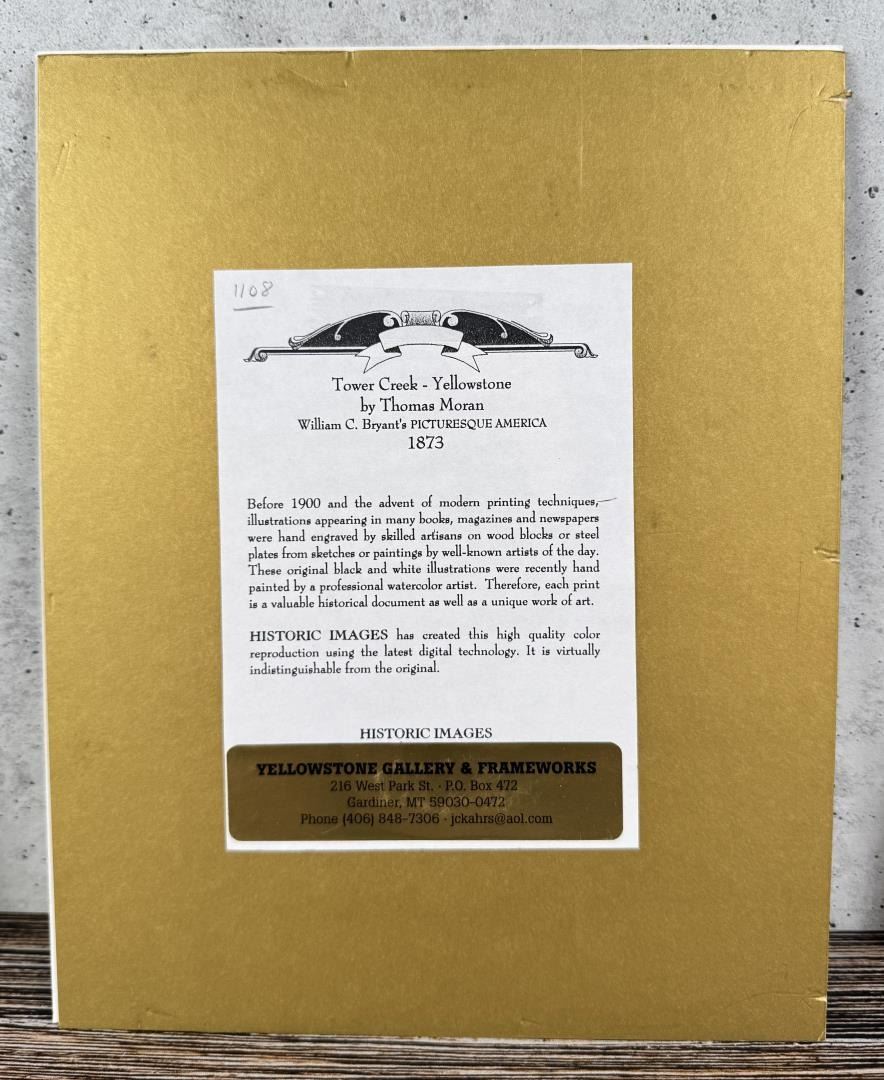 1108
Tower Creek - Yellowstone
by Thomas Moran
William C. Bryant's PICTURESQUE AMERICA
1873
Before 1900 and the advent of modern printing techniques,
illustrations appearing in many books, magazines and newspapers
were hand engraved by skilled artisans on wood blocks or steel
plates from sketches or paintings by well-known artists of the day.
These original black and white illustrations were recently hand
painted by a professional watercolor artist. Therefore, each print
is a valuable historical document as well as a unique work of art.
HISTORIC IMAGES has created this high quality color
reproduction using the latest digital technology. It is virtually
indistinguishable from the original.
HISTORIC IMAGES
YELLOWSTONE GALLERY & FRAMEWORKS
216 West Park St. · P.O. Box 472
Gardiner, MT 59030-0472
Phone (406) 848-7306 · jckahrs@aol.com